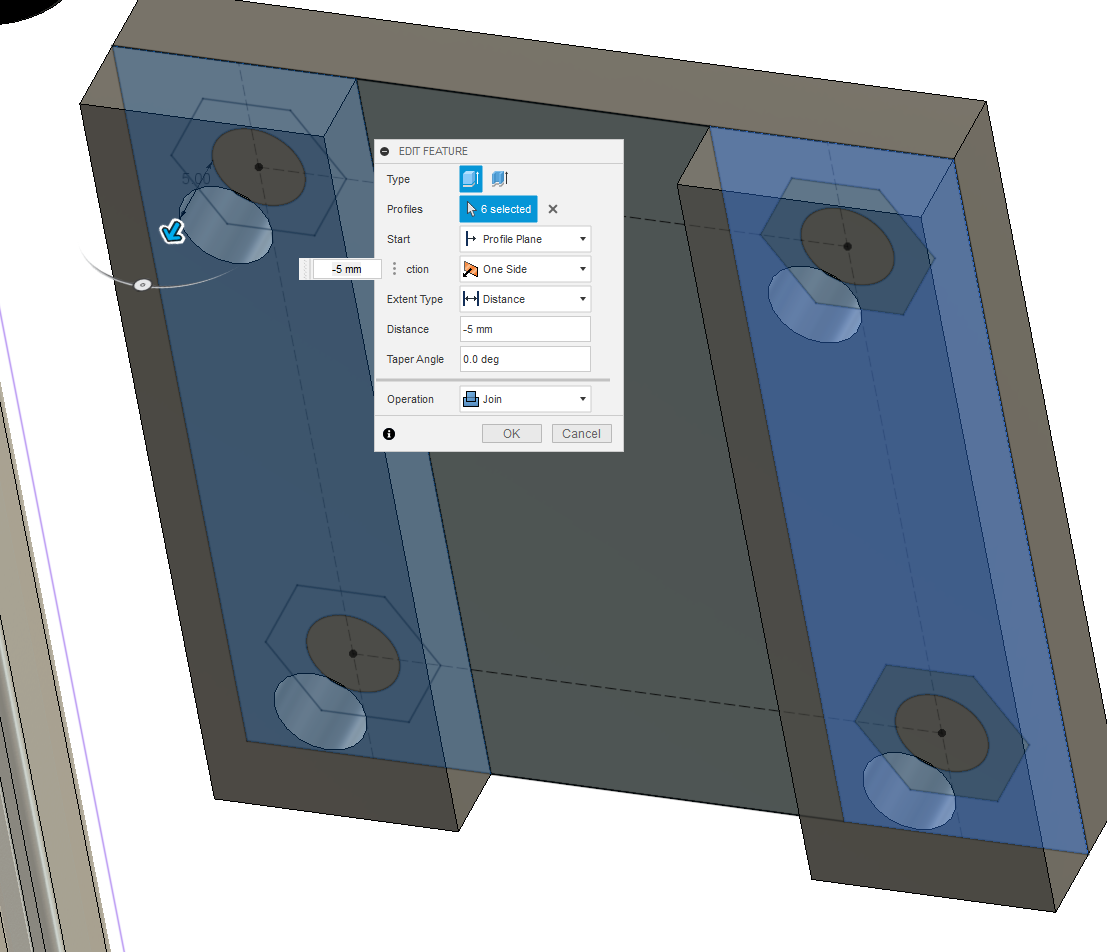 EDIT FEATURE
Type
5.00
Profiles 6 selected
Start Profile Plane
-5 mm ction One Side
Extent Type Distance
Distance -5 mm
Taper Angle 0.0 deg
Operation Join
OK Cancel